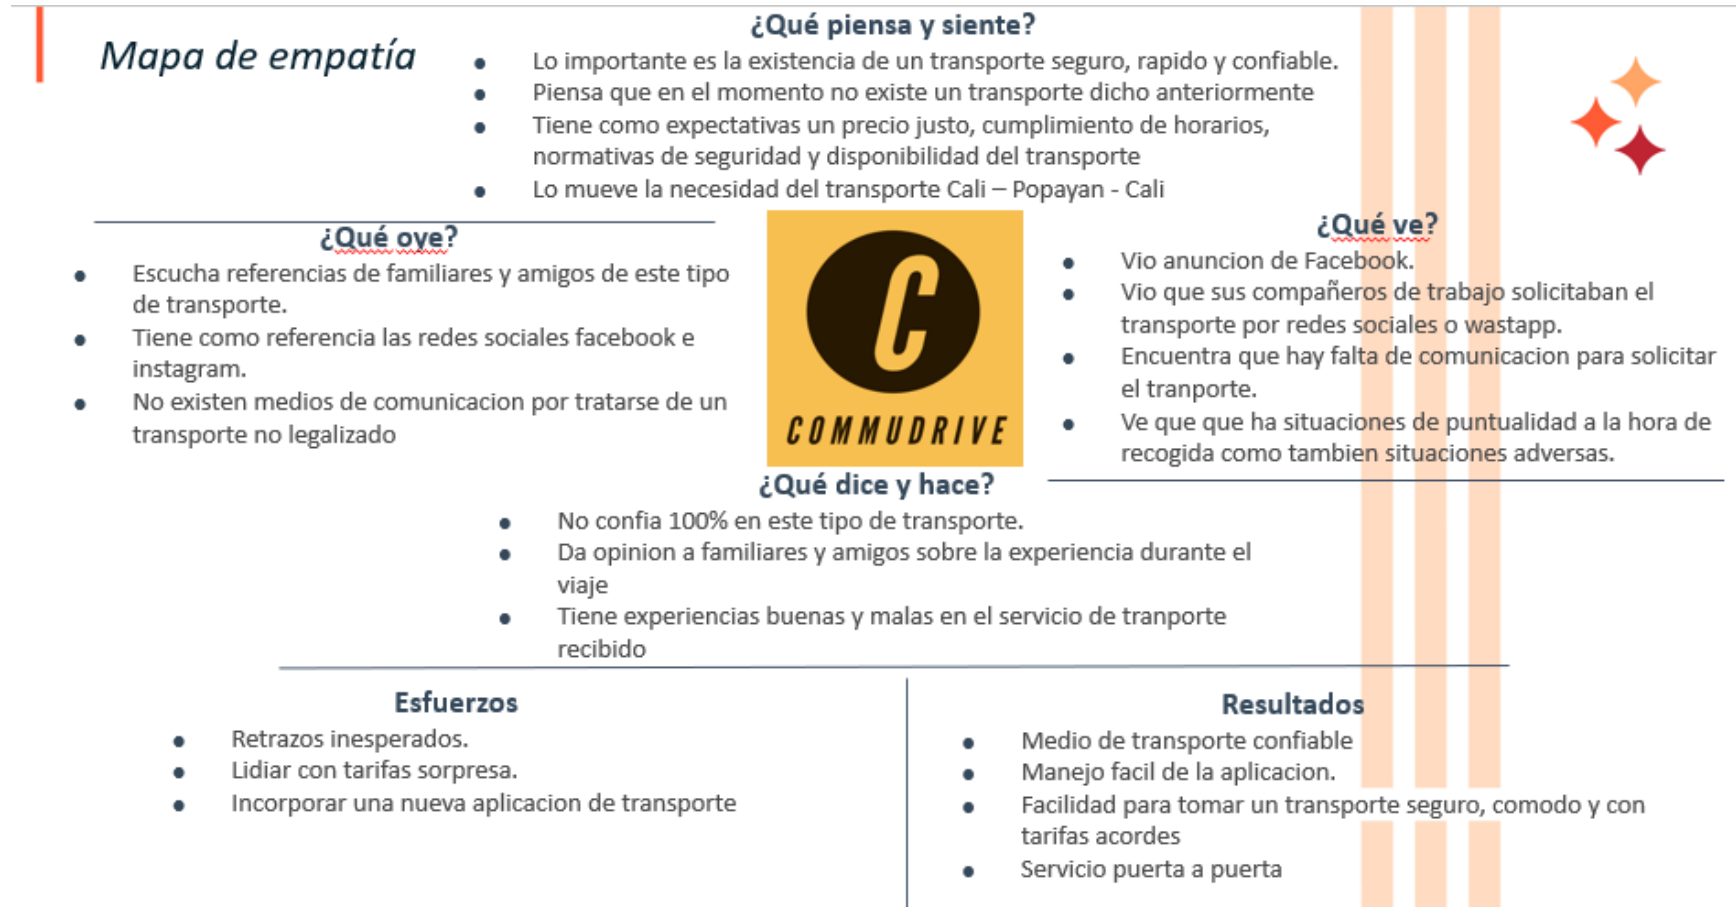 Mapa de empatía
¿Qué piensa y siente?
● Lo importante es la existencia de un transporte seguro, rapido y confiable.
● Piensa que en el momento no existe un transporte dicho anteriormente
● Tiene como expectativas un precio justo, cumplimiento de horarios,
normativas de seguridad y disponibilidad del transporte
● Lo mueve la necesidad del transporte Cali – Popayan - Cali
¿Qué oye?
● Escucha referencias de familiares y amigos de este tipo
de transporte.
● Tiene como referencia las redes sociales facebook e
instagram.
● No existen medios de comunicacion por tratarse de un
transporte no legalizado
C
COMMUDRIVE
¿Qué ve?
● Vio anuncion de Facebook.
● Vio que sus compañeros de trabajo solicitaban el
transporte por redes sociales o wastapp.
● Encuentra que hay falta de comunicacion para solicitar
el tranporte.
● Ve que que ha situaciones de puntualidad a la hora de
recogida como tambien situaciones adversas.
¿Qué dice y hace?
● No confia 100% en este tipo de transporte.
● Da opinion a familiares y amigos sobre la experiencia durante el
viaje
● Tiene experiencias buenas y malas en el servicio de tranporte
recibido
Esfuerzos
● Retrazos inesperados.
● Lidiar con tarifas sorpresa.
● Incorporar una nueva aplicacion de transporte
Resultados
● Medio de transporte confiable
● Manejo facil de la aplicacion.
● Facilidad para tomar un transporte seguro, comodo y con
tarifas acordes
● Servicio puerta a puerta